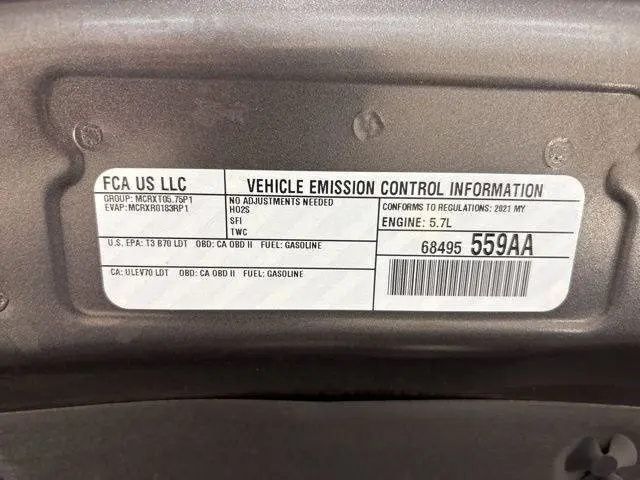 FCA US LLC
VEHICLE EMISSION CONTROL INFORMATION
GROUP: MCRXT05.75P1
EVAP: MCRXR0183RP1
NO ADJUSTMENTS NEEDED
HO2S
SFI
TWC
CONFORMS TO REGULATIONS: 2021 MY
ENGINE: 5.7L
U.S. EPA: T3 B70 LDT OBD: CA OBD II FUEL: GASOLINE
CA: ULEV70 LDT OBD: CA OBD II FUEL: GASOLINE
68495 559AA